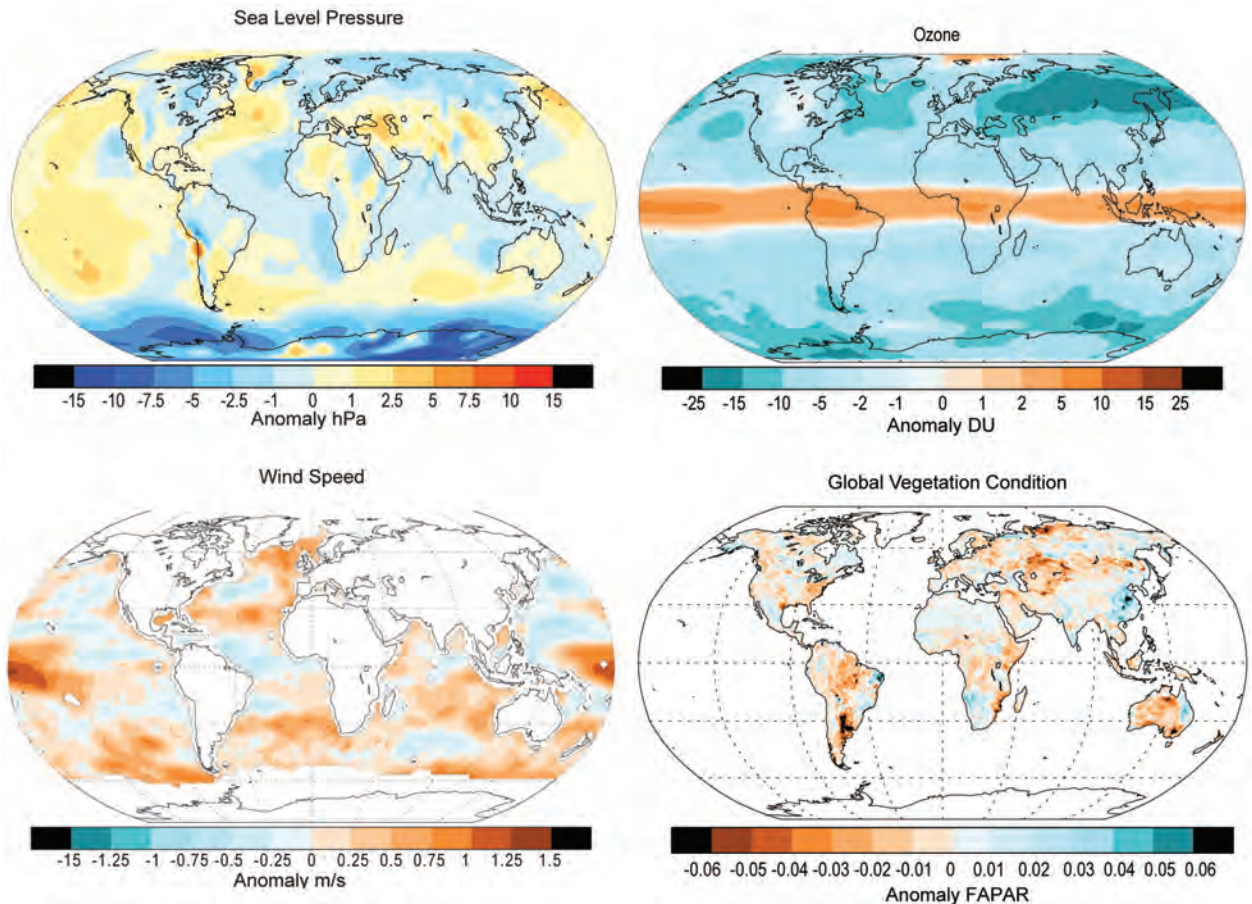 Sea Level Pressure
-15 -10 -7.5 -5 -2.5 -1 0 1 2.5 5 7.5 10 15
Anomaly hPa
Ozone
-25 -15 -10 -5 -2 -1 0 1 2 5 10 15 25
Anomaly DU
Wind Speed
-15 -1.25 -1 -0.75 -0.5 -0.25 0 0.25 0.5 0.75 1 1.25 1.5
Anomaly m/s
Global Vegetation Condition
-0.06 -0.05 -0.04 -0.03 -0.02 -0.01 0 0.01 0.02 0.03 0.04 0.05 0.06
Anomaly FAPAR